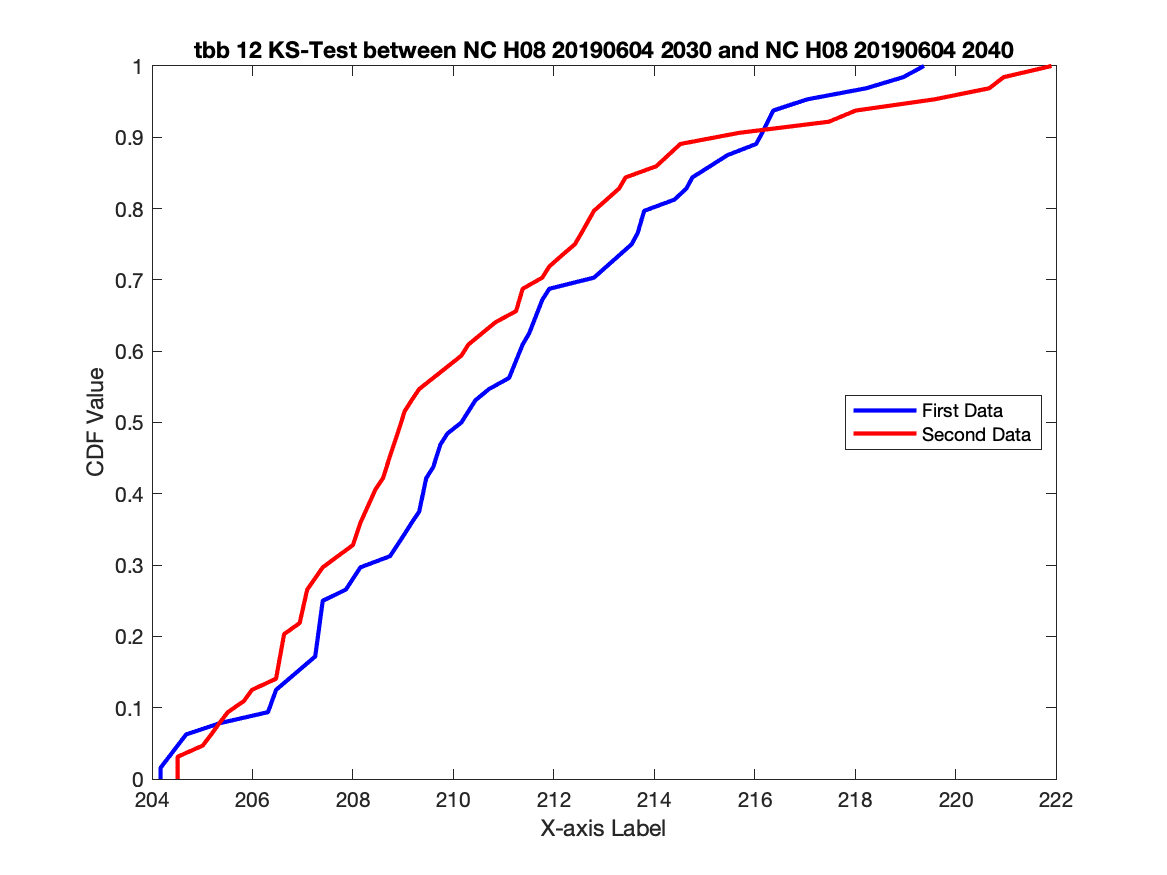 tbb 12 KS-Test between NC H08 20190604 2030 and NC H08 20190604 2040
1
0.9
0.8
0.7
0.6
0.5
0.4
0.3
0.2
0.1
0
CDF Value
First Data
Second Data
204 206 208 210 212 214 216 218 220 222
X-axis Label